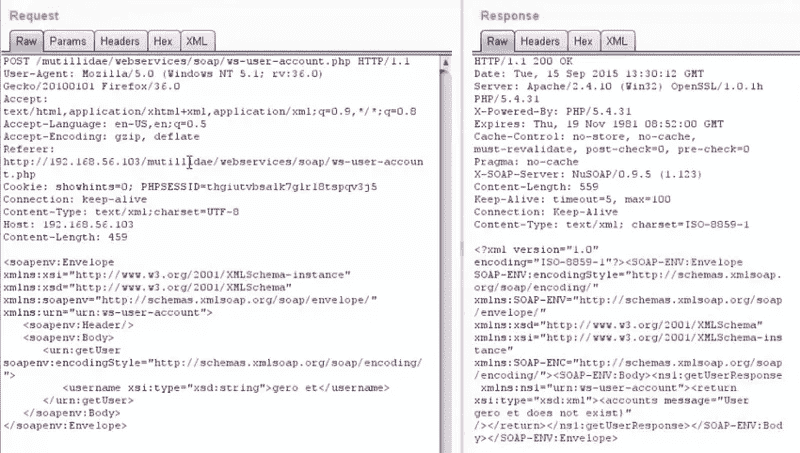 Request
Raw Params Headers Hex XML
POST /mutillidae/webservices/soap/ws-user-account.php HTTP/1.1
User-Agent: Mozilla/5.0 (Windows NT 5.1; rv:36.0)
Gecko/20100101 Firefox/36.0
Accept:
text/html,application/xhtml+xml,application/xml;q=0.9,*/*;q=0.8
Accept-Language: en-US,en;q=0.5
Accept-Encoding: gzip, deflate
Referer:
http://192.168.56.103/mutillidae/webservices/soap/ws-user-accoun
t.php
Cookie: showhints=0; PHPSESSID=thgiutvbsalk7glrl8tspqv3j5
Connection: keep-alive
Content-Type: text/xml;charset=UTF-8
Host: 192.168.56.103
Content-Length: 459
<soapenv:Envelope
xmlns:xsi="http://www.w3.org/2001/XMLSchema-instance"
xmlns:xsd="http://www.w3.org/2001/XMLSchema"
xmlns:soapenv="http://schemas.xmlsoap.org/soap/envelope/"
xmlns:urn="urn:ws-user-account">
<soapenv:Header/>
<soapenv:Body>
<urn:getUser
soapenv:encodingStyle="http://schemas.xmlsoap.org/soap/encoding/
">
<username xsi:type="xsd:string">gero et</username>
</urn:getUser>
</soapenv:Body>
</soapenv:Envelope>
Response
Raw Headers Hex XML
HTTP/1.1 200 OK
Date: Tue, 15 Sep 2015 13:30:12 GMT
Server: Apache/2.4.10 (Win32) OpenSSL/1.0.1h
PHP/5.4.31
X-Powered-By: PHP/5.4.31
Expires: Thu, 19 Nov 1981 08:52:00 GMT
Cache-Control: no-store, no-cache,
must-revalidate, post-check=0, pre-check=0
Pragma: no-cache
X-SOAP-Server: NuSOAP/0.9.5 (1.123)
Content-Length: 559
Keep-Alive: timeout=5, max=100
Connection: Keep-Alive
Content-Type: text/xml; charset=ISO-8859-1
<?xml version="1.0"
encoding="ISO-8859-1"?><SOAP-ENV:Envelope
SOAP-ENV:encodingStyle="http://schemas.xmlsoap.
org/soap/encoding/"
xmlns:SOAP-ENV="http://schemas.xmlsoap.org/soap
/envelope/"
xmlns:xsd="http://www.w3.org/2001/XMLSchema"
xmlns:xsi="http://www.w3.org/2001/XMLSchema-ins
tance"
xmlns:SOAP-ENC="http://schemas.xmlsoap.org/soap
/encoding/"><SOAP-ENV:Body><ns1:getUserResponse
xmlns:ns1="urn:ws-user-account"><return
xsi:type="xsd:xml"><accounts message="User
gero et does not exist}"
/></return></ns1:getUserResponse></SOAP-ENV:Bod
y></SOAP-ENV:Envelope>